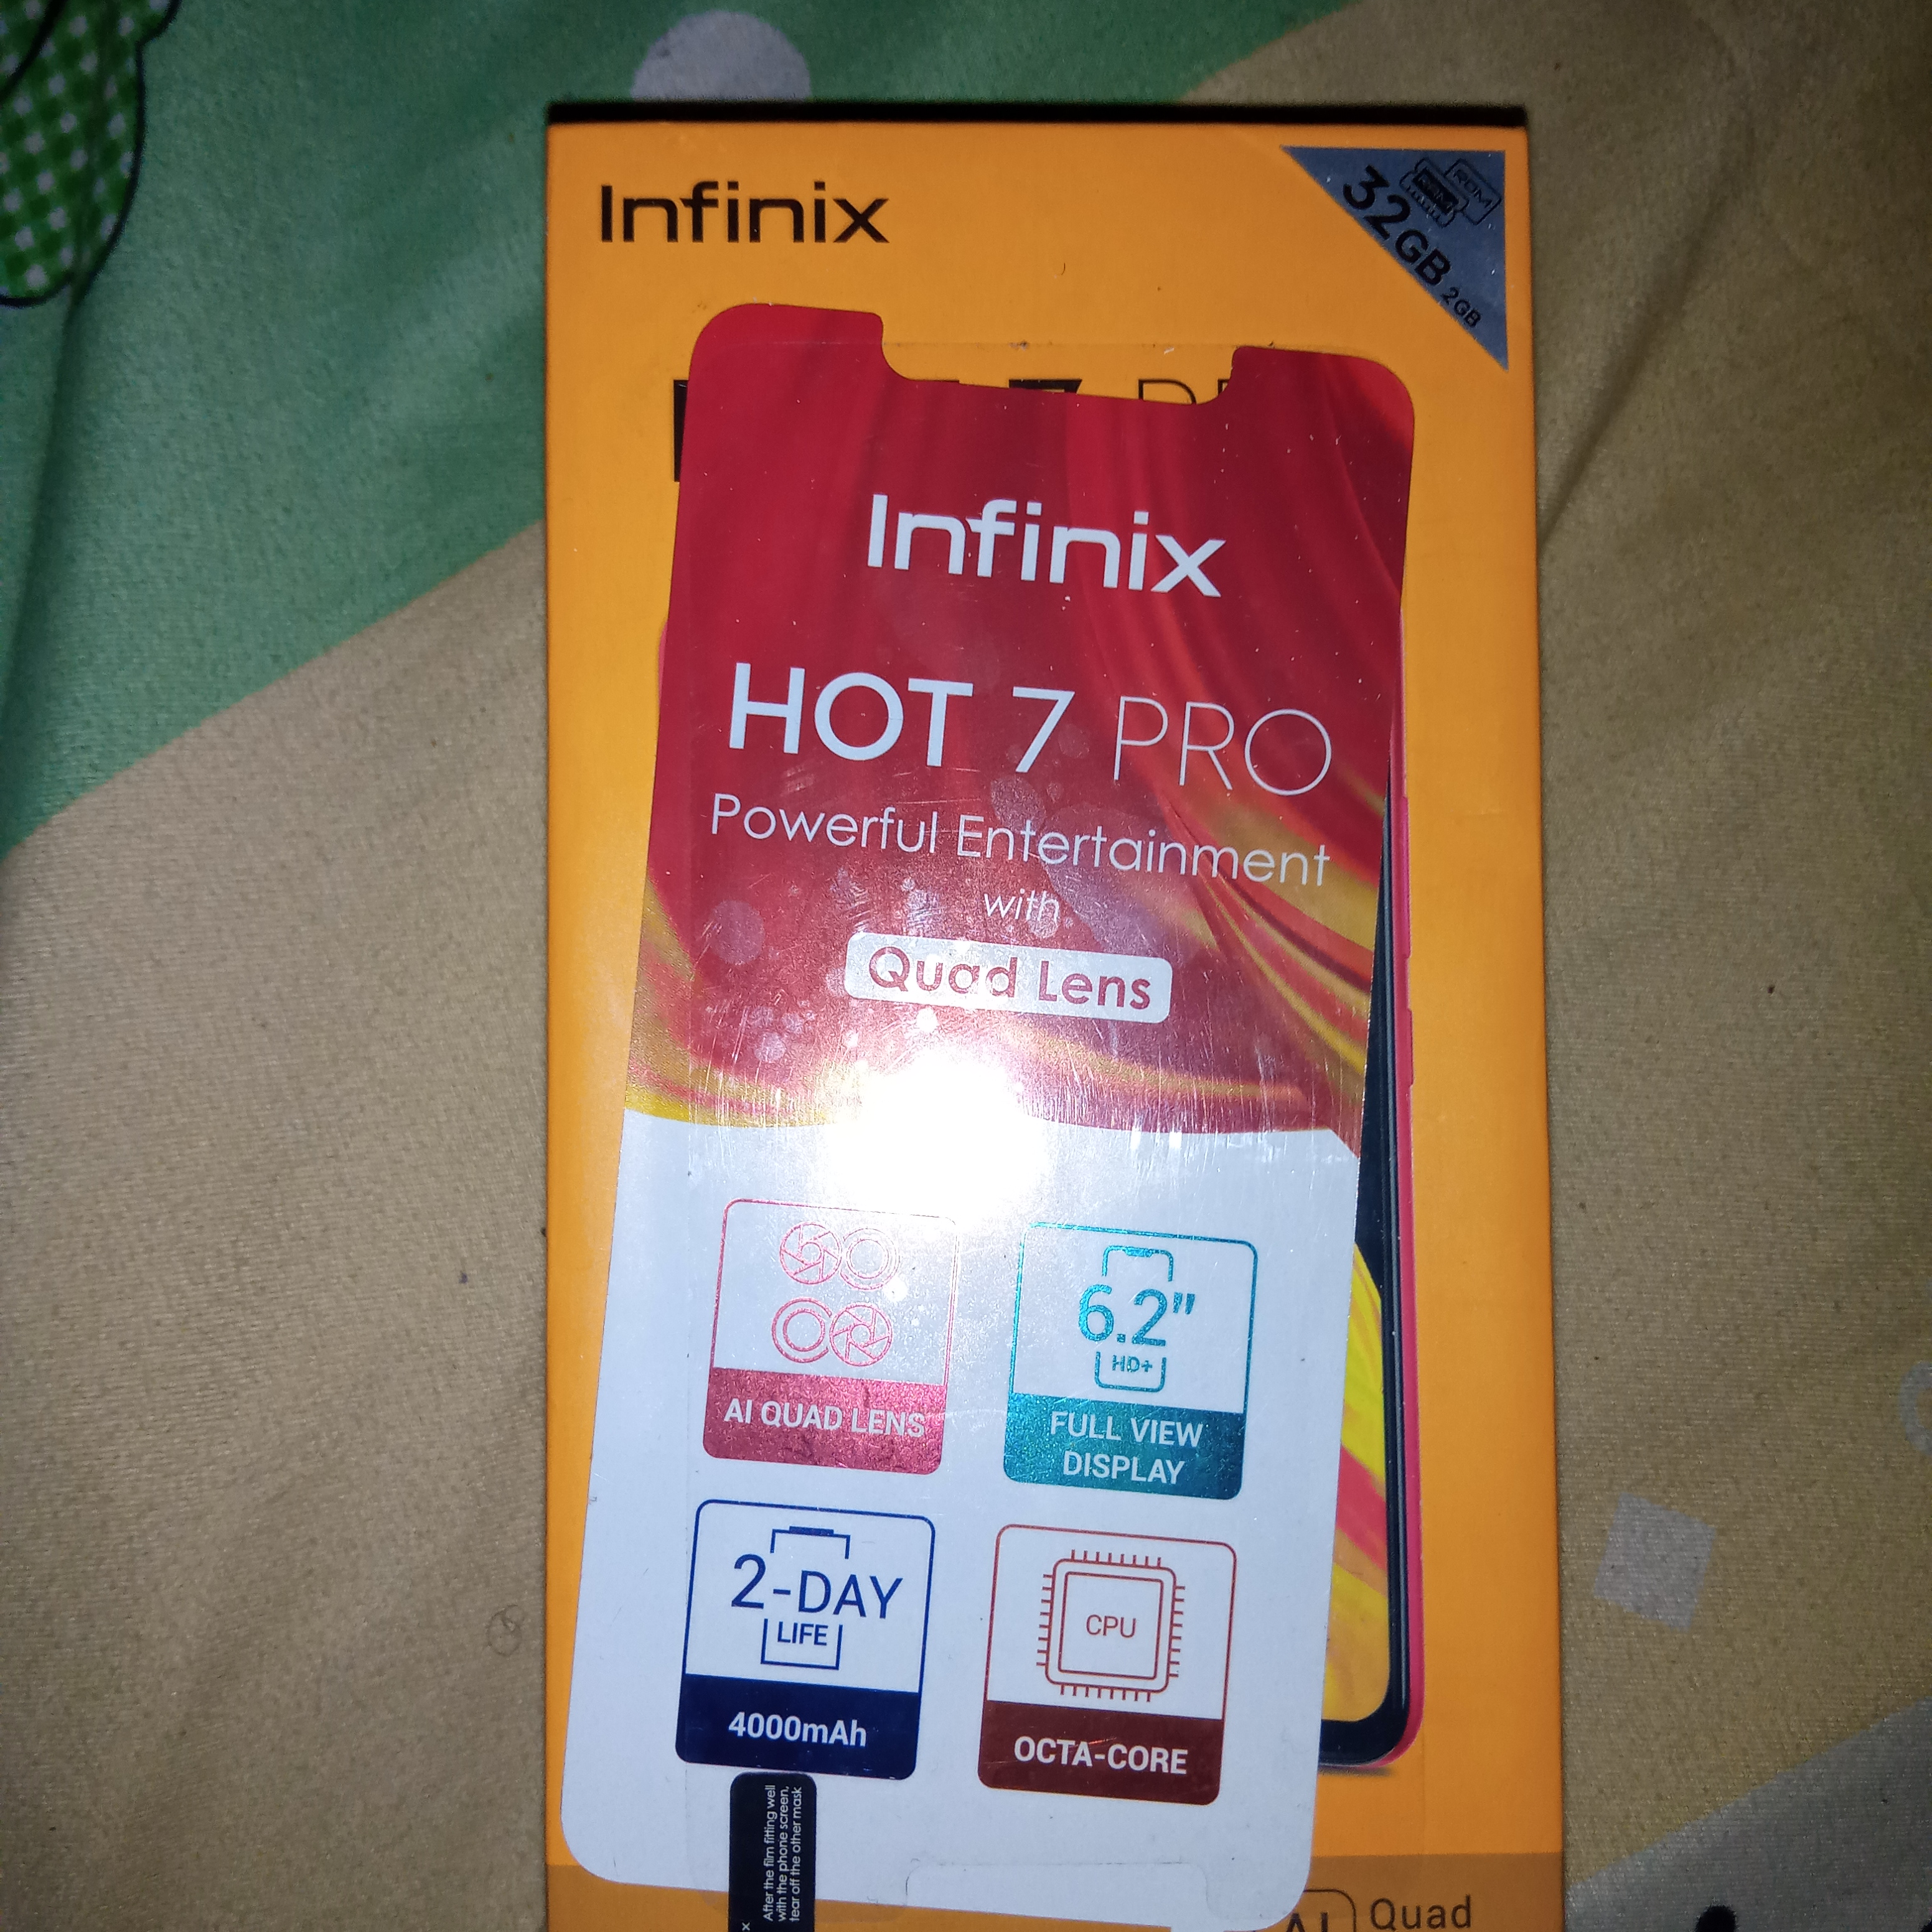 Infinix
ROM
32GB
2GB
Infinix
HOT 7 PRO
Powerful Entertainment
with
Quad Lens
AI QUAD LENS
6.2"
HD+
FULL VIEW
DISPLAY
2-DAY
LIFE
4000mAh
CPU
OCTA-CORE
After the film fitting well
with the phone screen,
tear off the other mask
AI Quad